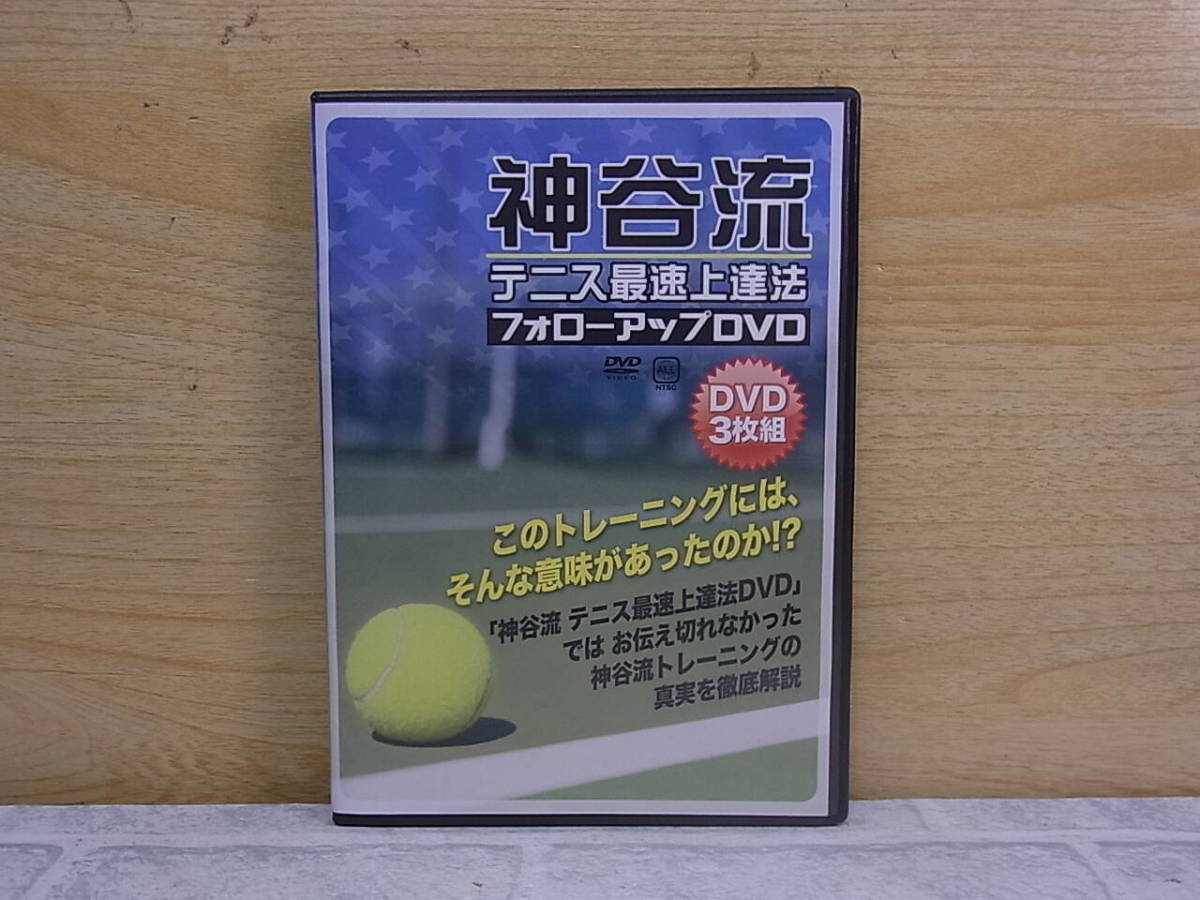 神谷流
テニス最速上達法
フォローアップDVD
DVD
VIDEO
ALL
NTSC
DVD
3枚組
このトレーニングには、
そんな意味があったのか!?
「神谷流 テニス最速上達法DVD」
では お伝え切れなかった
神谷流トレーニングの
真実を徹底解説